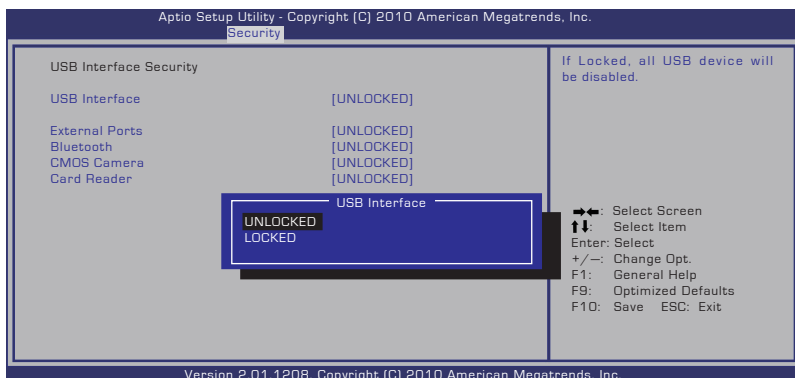 Aptio Setup Utility - Copyright (C) 2010 American Megatrends, Inc.
Security
USB Interface Security
USB Interface [UNLOCKED]
External Ports [UNLOCKED]
Bluetooth [UNLOCKED]
CMOS Camera [UNLOCKED]
Card Reader [UNLOCKED]
USB Interface
UNLOCKED
LOCKED
If Locked, all USB device will
be disabled.
→←: Select Screen
↑↓: Select Item
Enter: Select
+/—: Change Opt.
F1: General Help
F9: Optimized Defaults
F10: Save ESC: Exit
Version 2.01.1208. Copyright (C) 2010 American Megatrends, Inc.